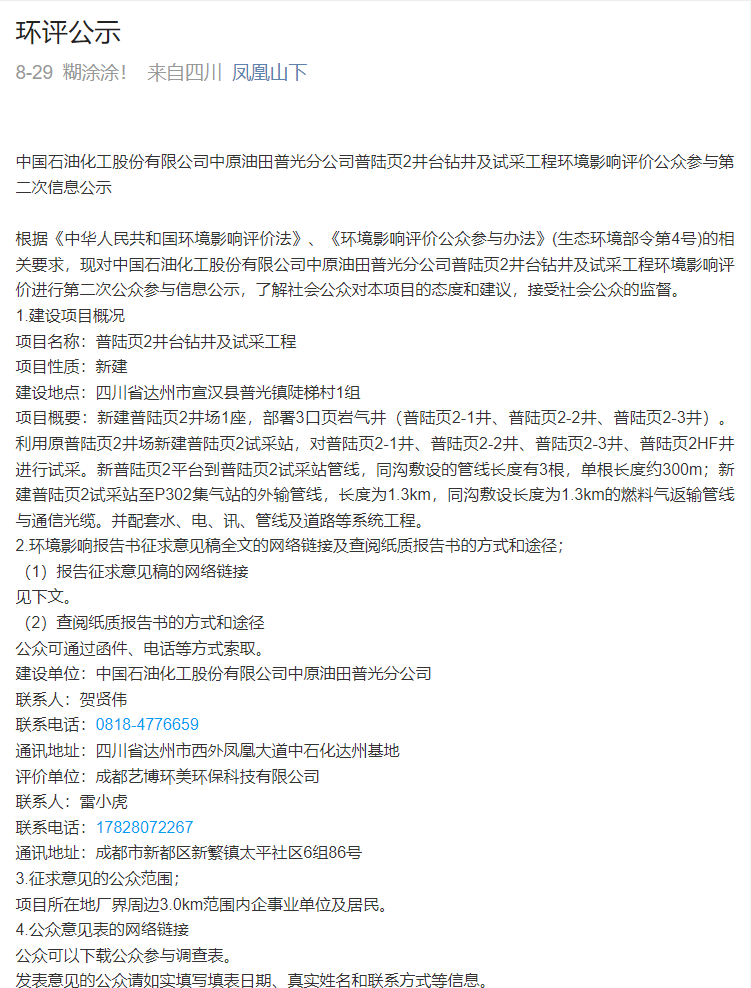 环评公示
8-29 糊涂涂！ 来自四川 凤凰山下
中国石油化工股份有限公司中原油田普光分公司普陆页2井台钻井及试采工程环境影响评价公众参与第
二次信息公示
根据《中华人民共和国环境影响评价法》、《环境影响评价公众参与办法》(生态环境部令第4号)的相
关要求，现对中国石油化工股份有限公司中原油田普光分公司普陆页2井台钻井及试采工程环境影响评
价进行第二次公众参与信息公示，了解社会公众对本项目的态度和建议，接受社会公众的监督。
1.建设项目概况
项目名称：普陆页2井台钻井及试采工程
项目性质：新建
建设地点：四川省达州市宣汉县普光镇陡梯村1组
项目概要：新建普陆页2井场1座，部署3口页岩气井（普陆页2-1井、普陆页2-2井、普陆页2-3井）。
利用原普陆页2井场新建普陆页2试采站，对普陆页2-1井、普陆页2-2井、普陆页2-3井、普陆页2HF井
进行试采。新普陆页2平台到普陆页2试采站管线，同沟敷设的管线长度有3根，单根长度约300m；新
建普陆页2试采站至P302集气站的外输管线，长度为1.3km，同沟敷设长度为1.3km的燃料气返输管线
与通信光缆。并配套水、电、讯、管线及道路等系统工程。
2.环境影响报告书征求意见稿全文的网络链接及查阅纸质报告书的方式和途径；
（1）报告征求意见稿的网络链接
见下文。
（2）查阅纸质报告书的方式和途径
公众可通过函件、电话等方式索取。
建设单位：中国石油化工股份有限公司中原油田普光分公司
联系人：贺贤伟
联系电话：0818-4776659
通讯地址：四川省达州市西外凤凰大道中石化达州基地
评价单位：成都艺博环美环保科技有限公司
联系人：雷小虎
联系电话：17828072267
通讯地址：成都市新都区新繁镇太平社区6组86号
3.征求意见的公众范围；
项目所在地厂界周边3.0km范围内企事业单位及居民。
4.公众意见表的网络链接
公众可以下载公众参与调查表。
发表意见的公众请如实填写填表日期、真实姓名和联系方式等信息。